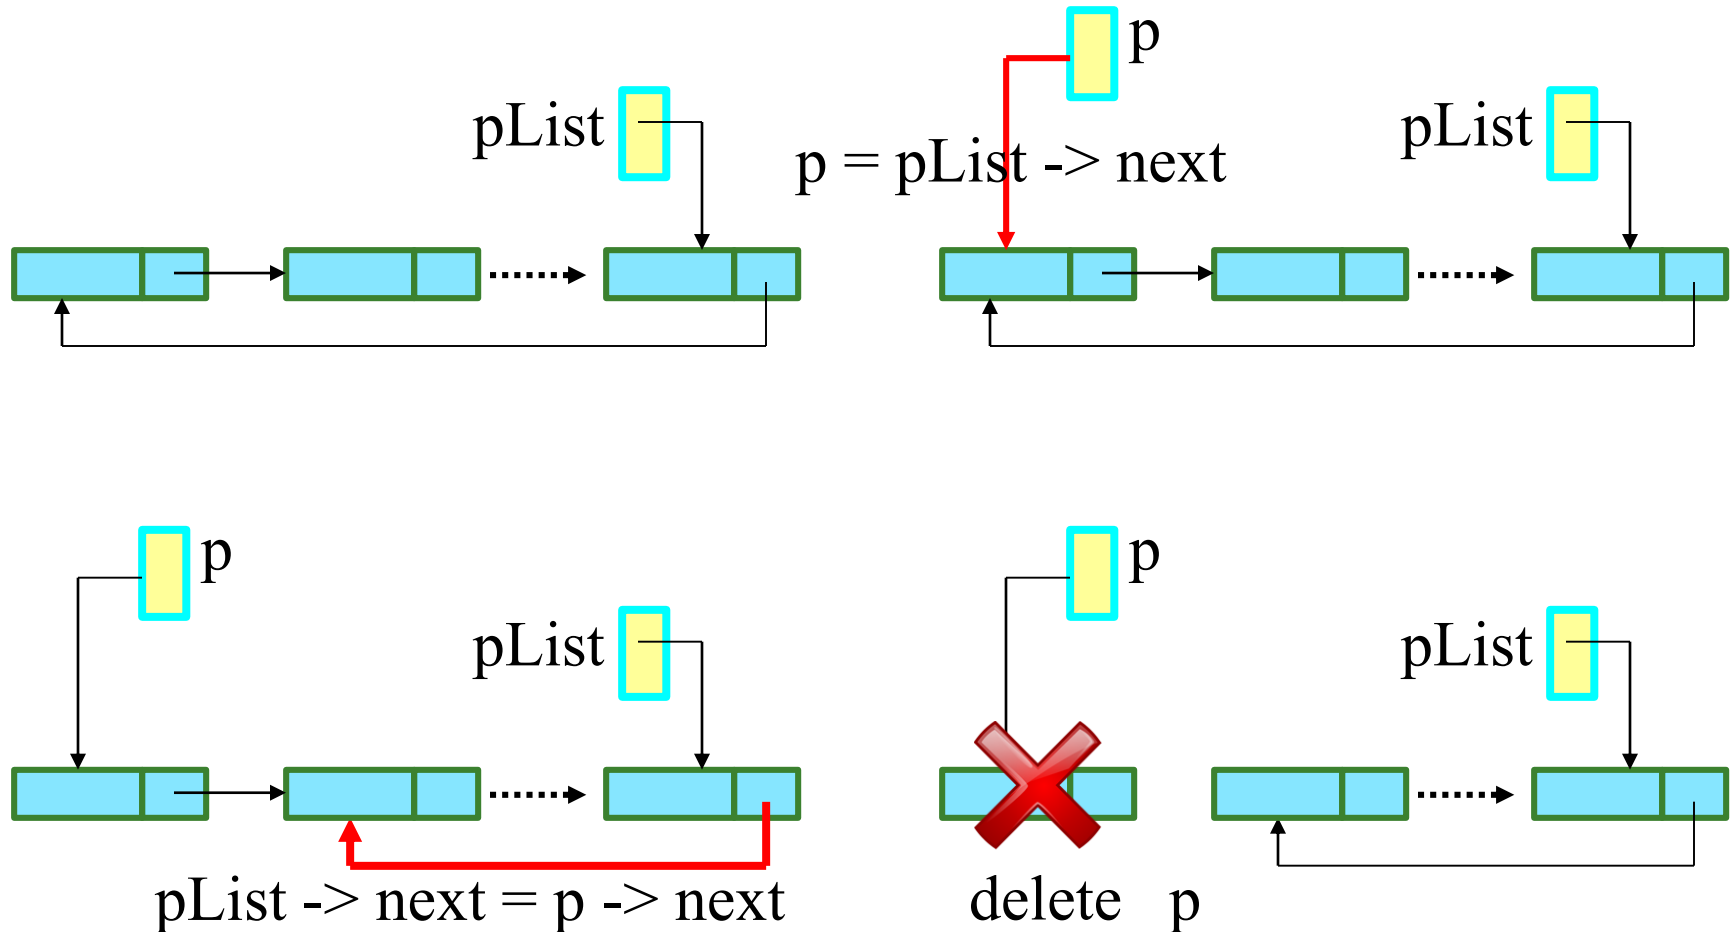 p
pList
pList
p = pList -> next
p
p
pList
pList
pList -> next = p -> next
delete p